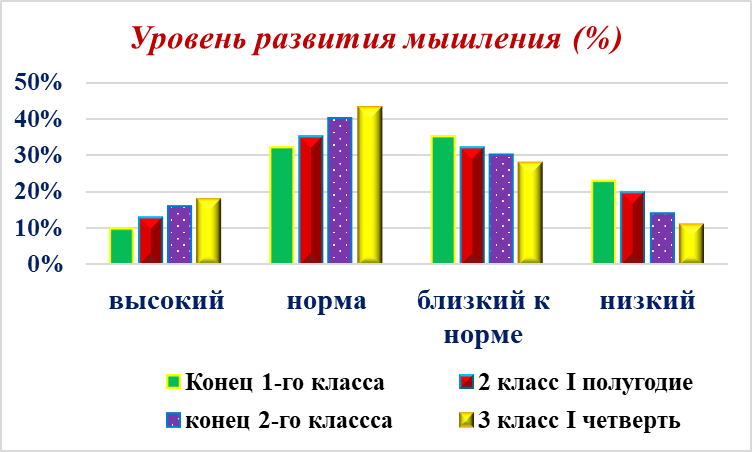 Уровень развития мышления (%)
50%
40%
30%
20%
10%
0%
высокий
норма
близкий к
норме
низкий
Конец 1-го класса
2 класс I полугодие
конец 2-го классса
3 класс I четверть